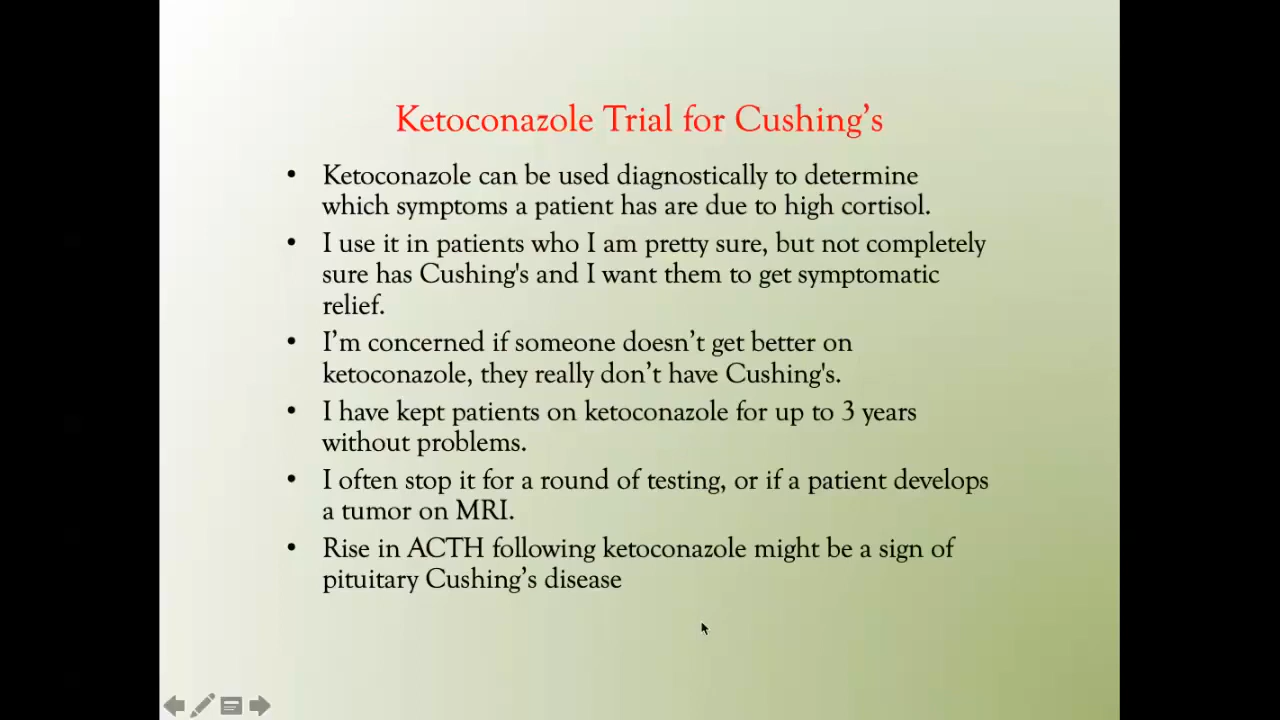 Ketoconazole Trial for Cushing’s
• Ketoconazole can be used diagnostically to determine
which symptoms a patient has are due to high cortisol.
• I use it in patients who I am pretty sure, but not completely
sure has Cushing's and I want them to get symptomatic
relief.
• I’m concerned if someone doesn’t get better on
ketoconazole, they really don’t have Cushing's.
• I have kept patients on ketoconazole for up to 3 years
without problems.
• I often stop it for a round of testing, or if a patient develops
a tumor on MRI.
• Rise in ACTH following ketoconazole might be a sign of
pituitary Cushing’s disease